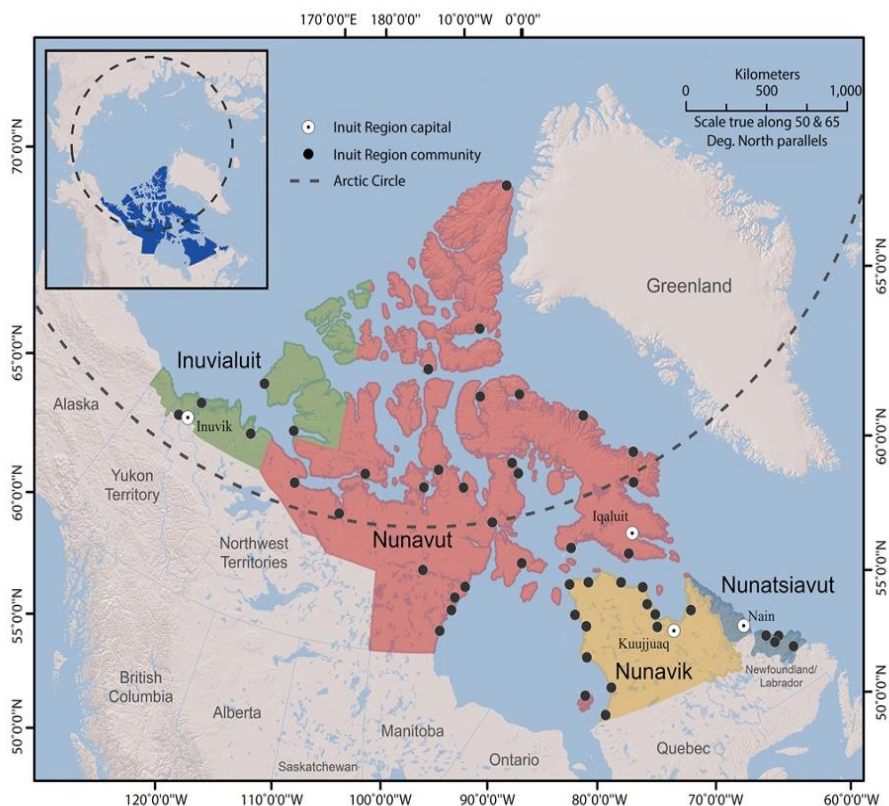 170°0'0"E
180°0'0"
10°0'0"W
0°0'0"
Kilometers
0 500 1,000
Scale true along 50 & 65
Deg. North parallels
Inuit Region capital
Inuit Region community
Arctic Circle
70°0'0"N
65°0'0"N
60°0'0"N
55°0'0"N
50°0'0"N
65°0'0"N
60°0'0"N
55°0'0"N
50°0'0"N
Greenland
Inuvialuit
Alaska
Inuvik
Yukon
Territory
Iqaluit
Northwest
Territories
Nunavut
Nunatsiavut
Nain
Kuujjuaq
Nunavik
Newfoundland/
Labrador
British
Columbia
Alberta
Manitoba
Saskatchewan
Ontario
Quebec
120°0'0"W
110°0'0"W
100°0'0"W
90°0'0"W
80°0'0"W
70°0'0"W
60°0'0"W